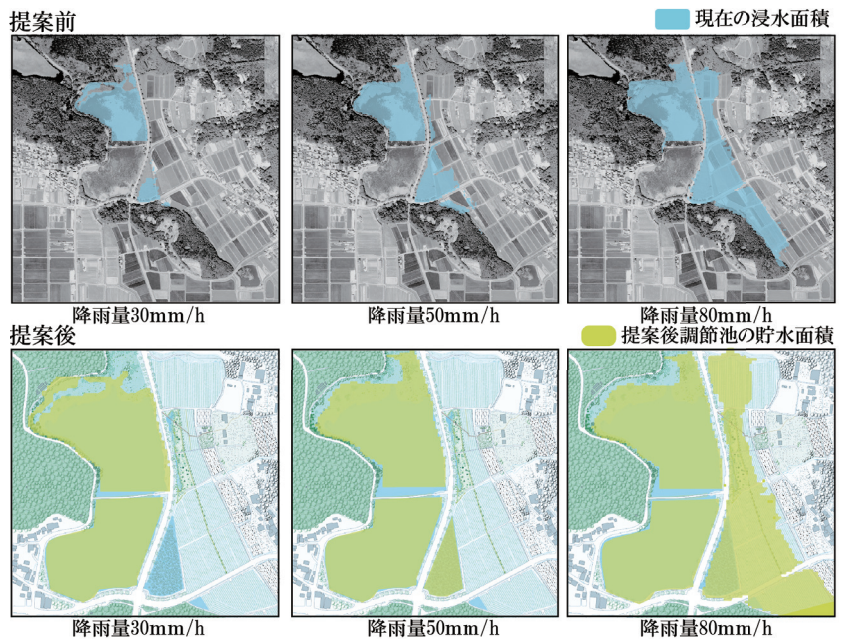 提案前
現在の浸水面積
降雨量30mm/h
降雨量50mm/h
降雨量80mm/h
提案後
提案後調節池の貯水面積
降雨量30mm/h
降雨量50mm/h
降雨量80mm/h